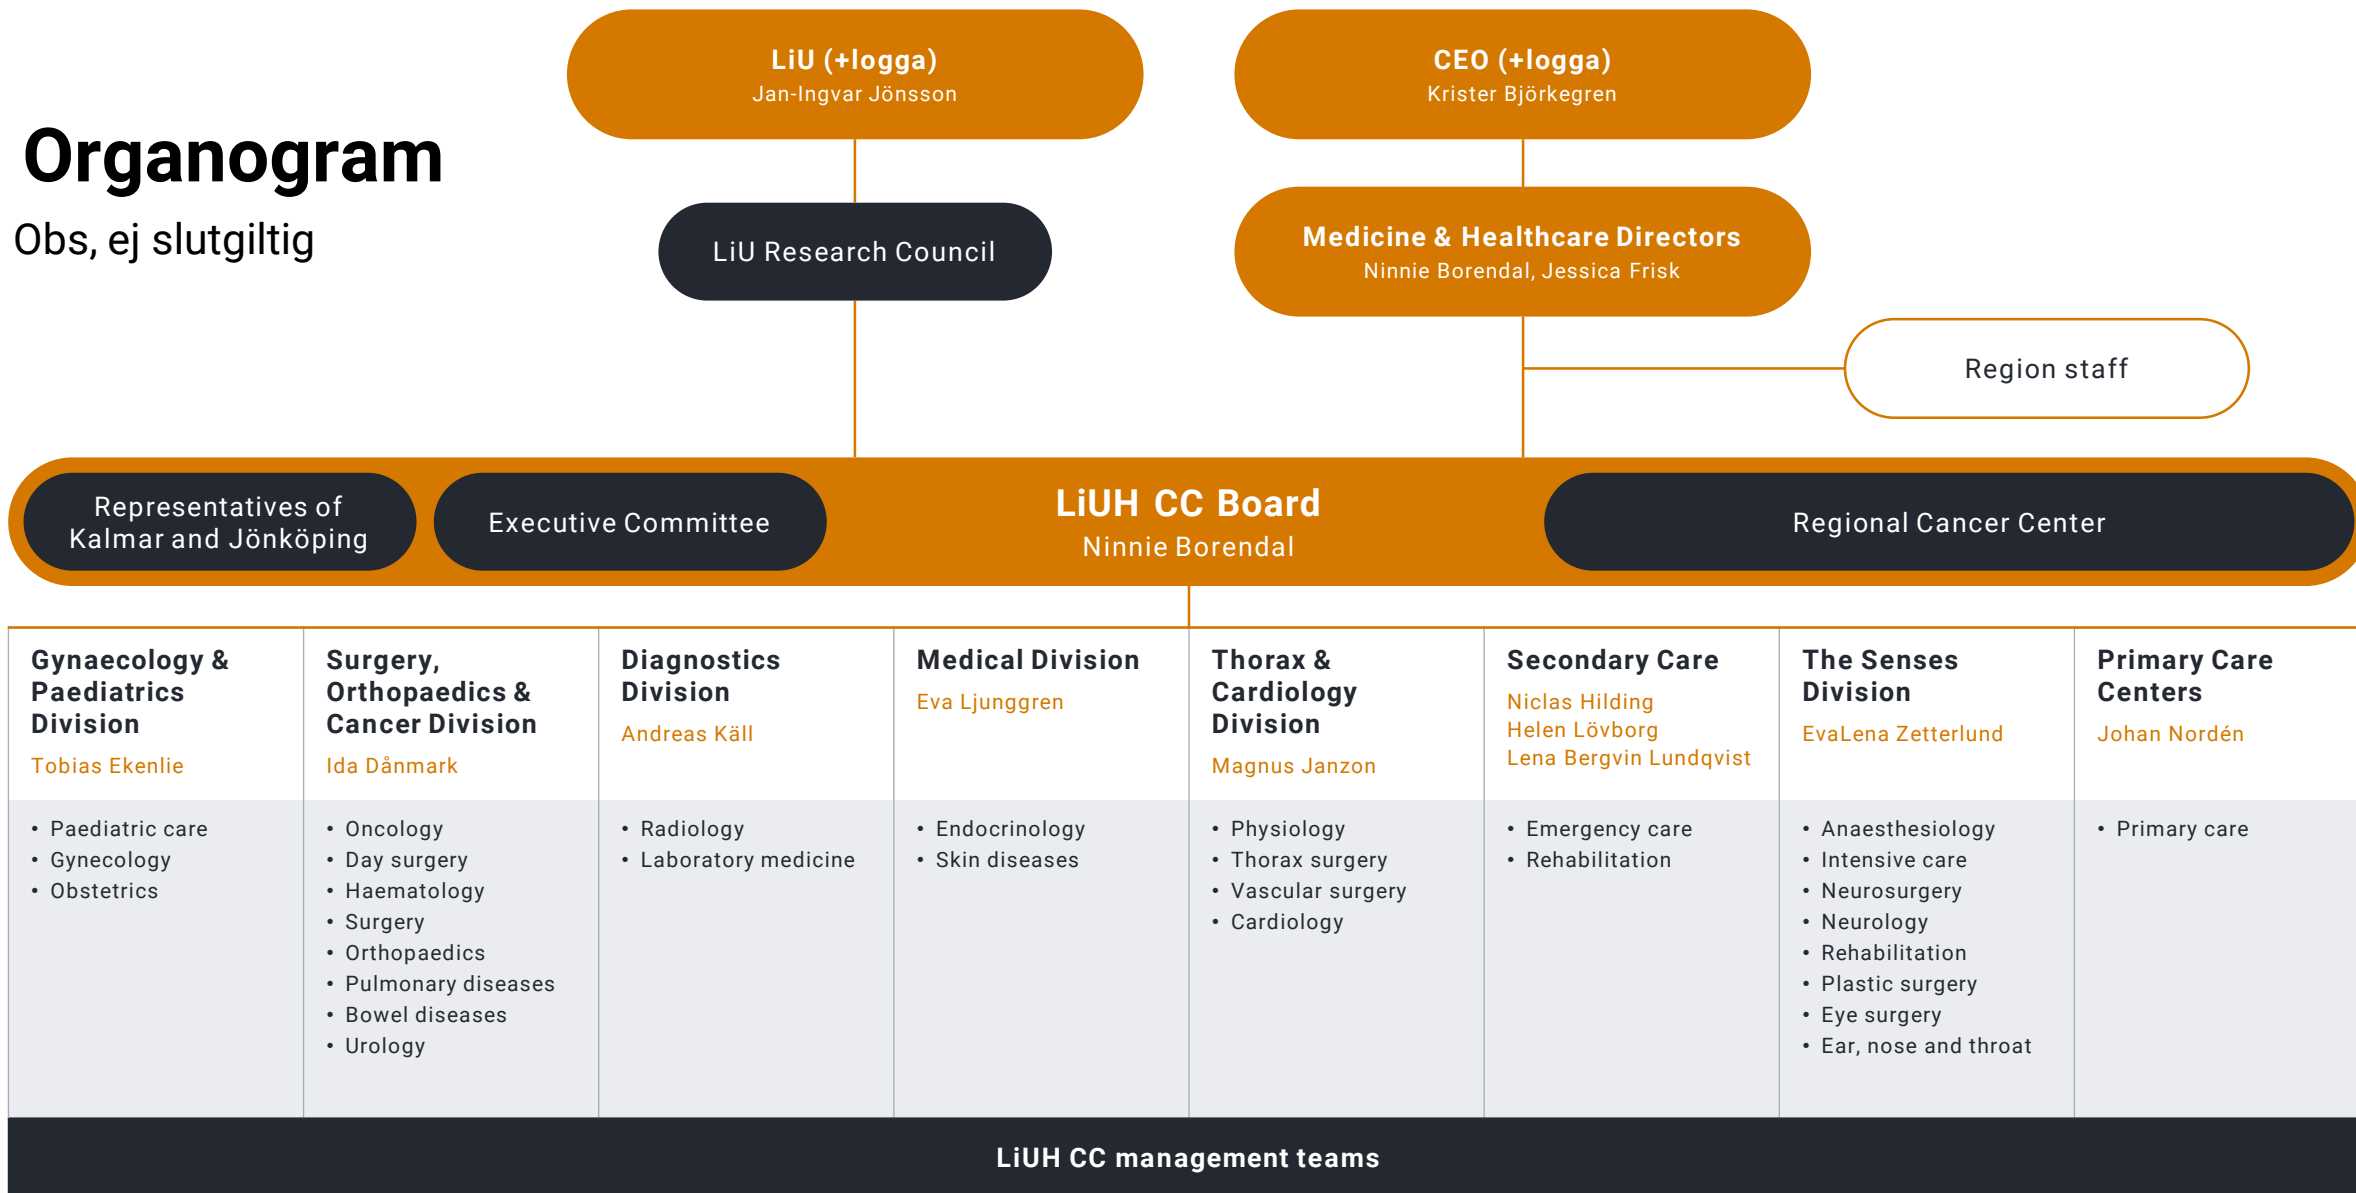 Organogram
Obs, ej slutgiltig
LiU (+logga)
Jan-Ingvar Jönsson
CEO (+logga)
Krister Björkegren
LiU Research Council
Medicine & Healthcare Directors
Ninnie Borendal, Jessica Frisk
Region staff
Representatives of
Kalmar and Jönköping
Executive Committee
LiUH CC Board
Ninnie Borendal
Regional Cancer Center
Gynaecology &
Paediatrics
Division
Tobias Ekenlie
• Paediatric care
• Gynecology
• Obstetrics
Surgery,
Orthopaedics &
Cancer Division
Ida Dånmark
• Oncology
• Day surgery
• Haematology
• Surgery
• Orthopaedics
• Pulmonary diseases
• Bowel diseases
• Urology
Diagnostics
Division
Andreas Käll
• Radiology
• Laboratory medicine
Medical Division
Eva Ljunggren
• Endocrinology
• Skin diseases
Thorax &
Cardiology
Division
Magnus Janzon
• Physiology
• Thorax surgery
• Vascular surgery
• Cardiology
Secondary Care
Niclas Hilding
Helen Lövborg
Lena Bergvin Lundqvist
• Emergency care
• Rehabilitation
The Senses
Division
EvaLena Zetterlund
• Anaesthesiology
• Intensive care
• Neurosurgery
• Neurology
• Rehabilitation
• Plastic surgery
• Eye surgery
• Ear, nose and throat
Primary Care
Centers
Johan Nordén
• Primary care
LiUH CC management teams